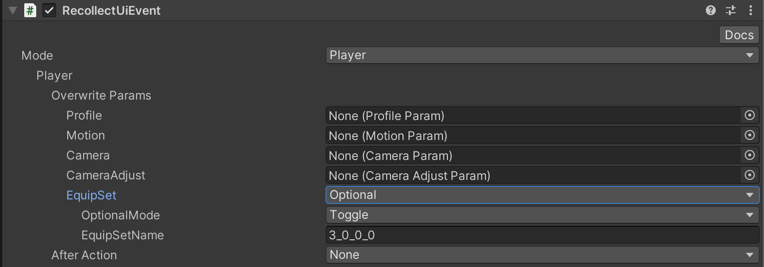 RecollectUiEvent
Docs
Mode Player
Player
Overwrite Params
Profile None (Profile Param)
Motion None (Motion Param)
Camera None (Camera Param)
CameraAdjust None (Camera Adjust Param)
EquipSet Optional
OptionalMode Toggle
EquipSetName 3_0_0_0
After Action None